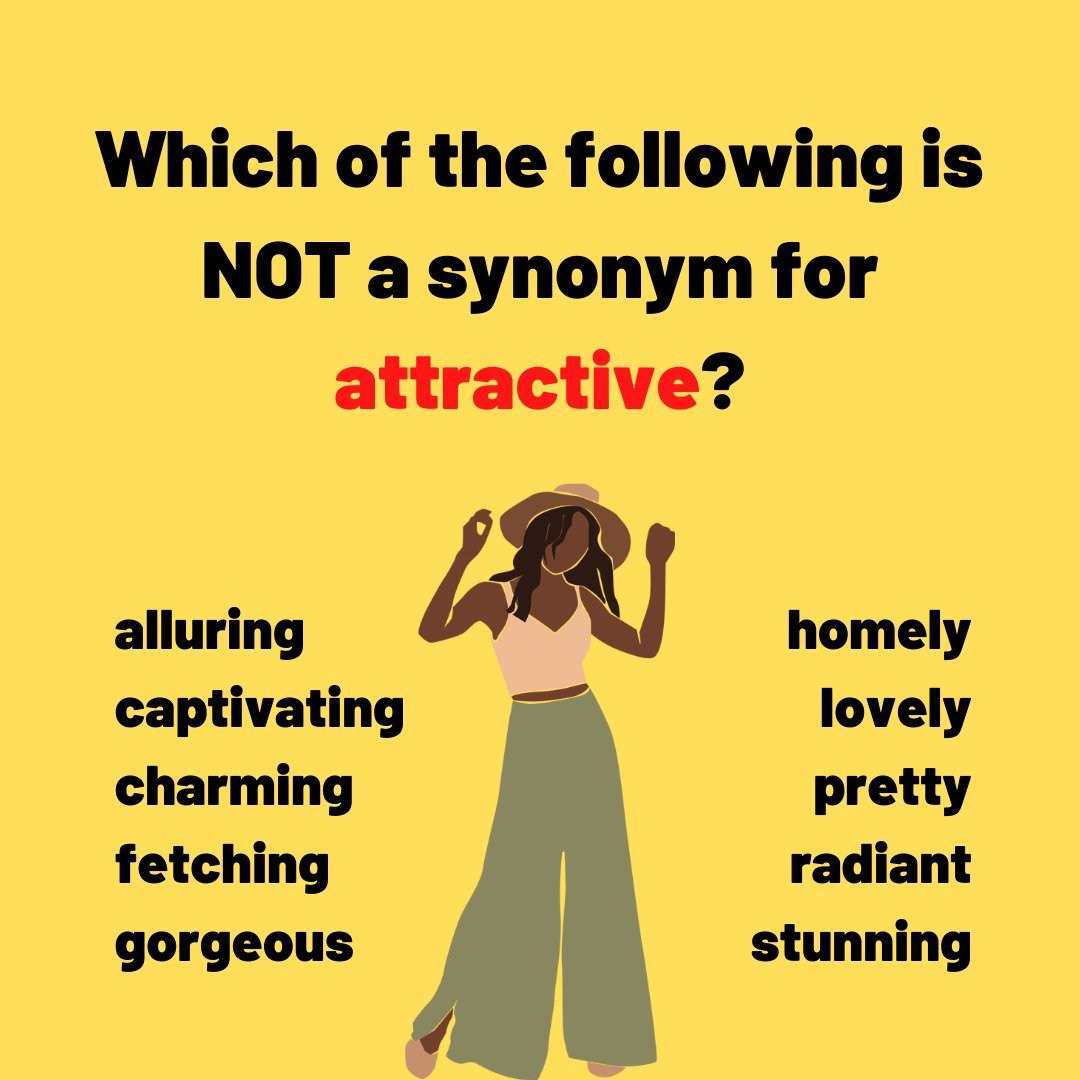 Which of the following is
NOT a synonym for
attractive?
alluring
captivating
charming
fetching
gorgeous
homely
lovely
pretty
radiant
stunning